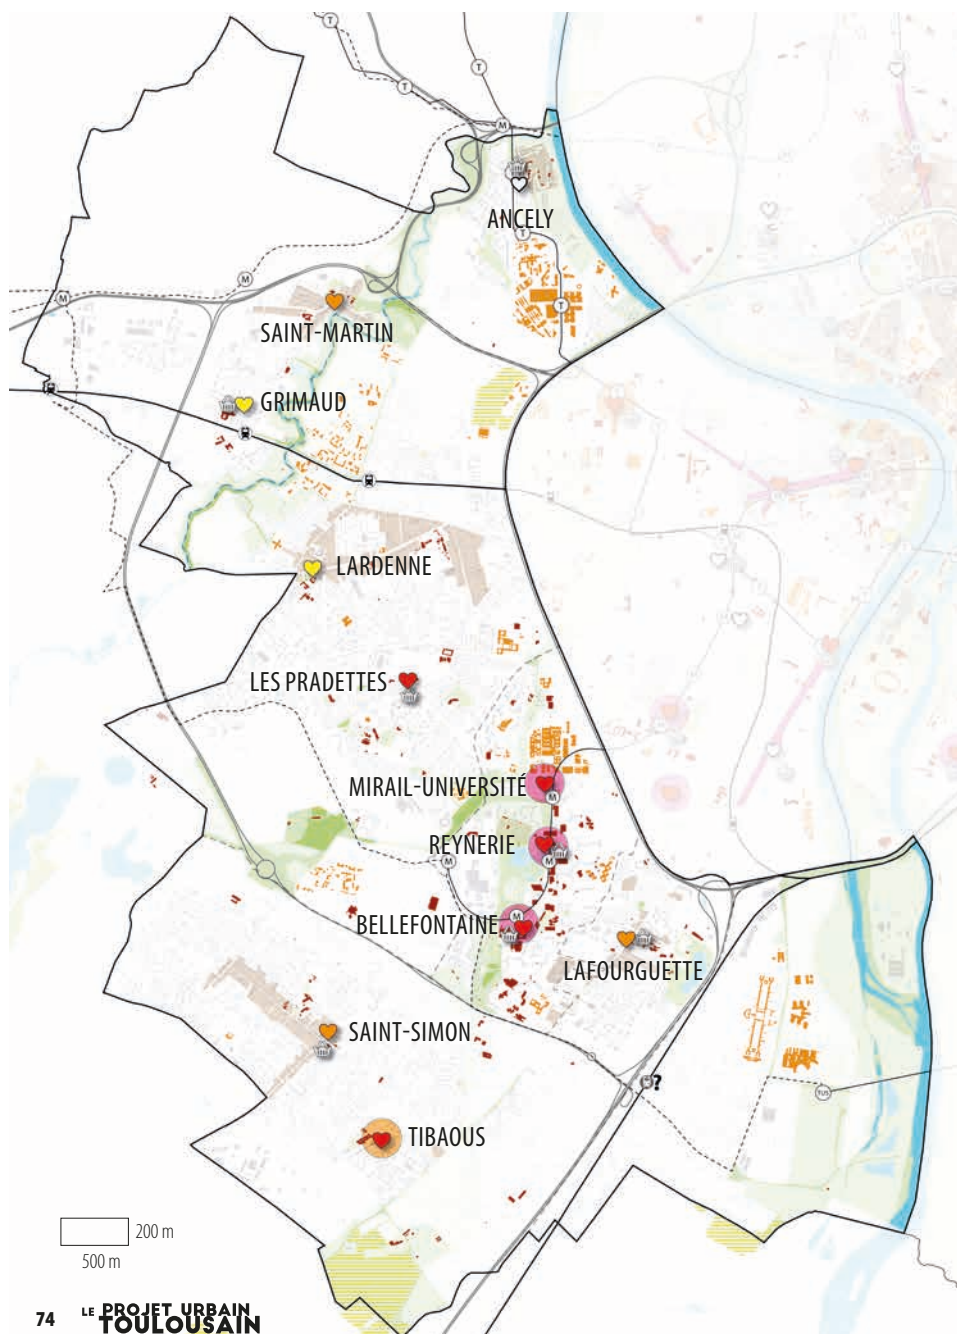 T
T
T
M
ANCELY
T
M
M
T
SAINT-MARTIN
GRIMAUD
LARDENNE
LES PRADETTES
MIRAIL-UNIVERSITÉ
M
REYNERIE
M
M
M
BELLEFONTAINE
LAFOURGUETTE
SAINT-SIMON
?
BUS
TIBAOUS
200 m
500 m
74 LE PROJET URBAIN
TOULOUSAIN